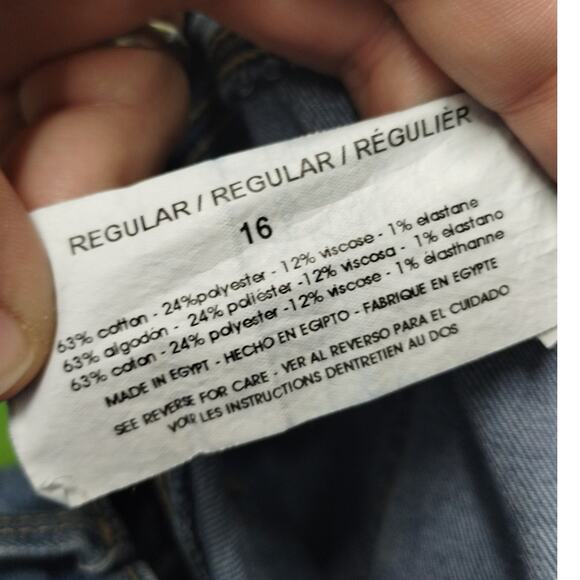 REGULAR / REGULAR / RÉGULIÈR
16
63% cotton - 24%polyester - 12% viscose - 1% elastane
63% algodón - 24% poliéster -12% viscosa - 1% elastano
63% coton - 24% polyester -12% viscose - 1% élasthanne
MADE IN EGYPT - HECHO EN EGIPTO - FABRIQUE EN EGYPTE
SEE REVERSE FOR CARE - VER AL REVERSO PARA EL CUIDADO
VOIR LES INSTRUCTIONS DENTRETIEN AU DOS